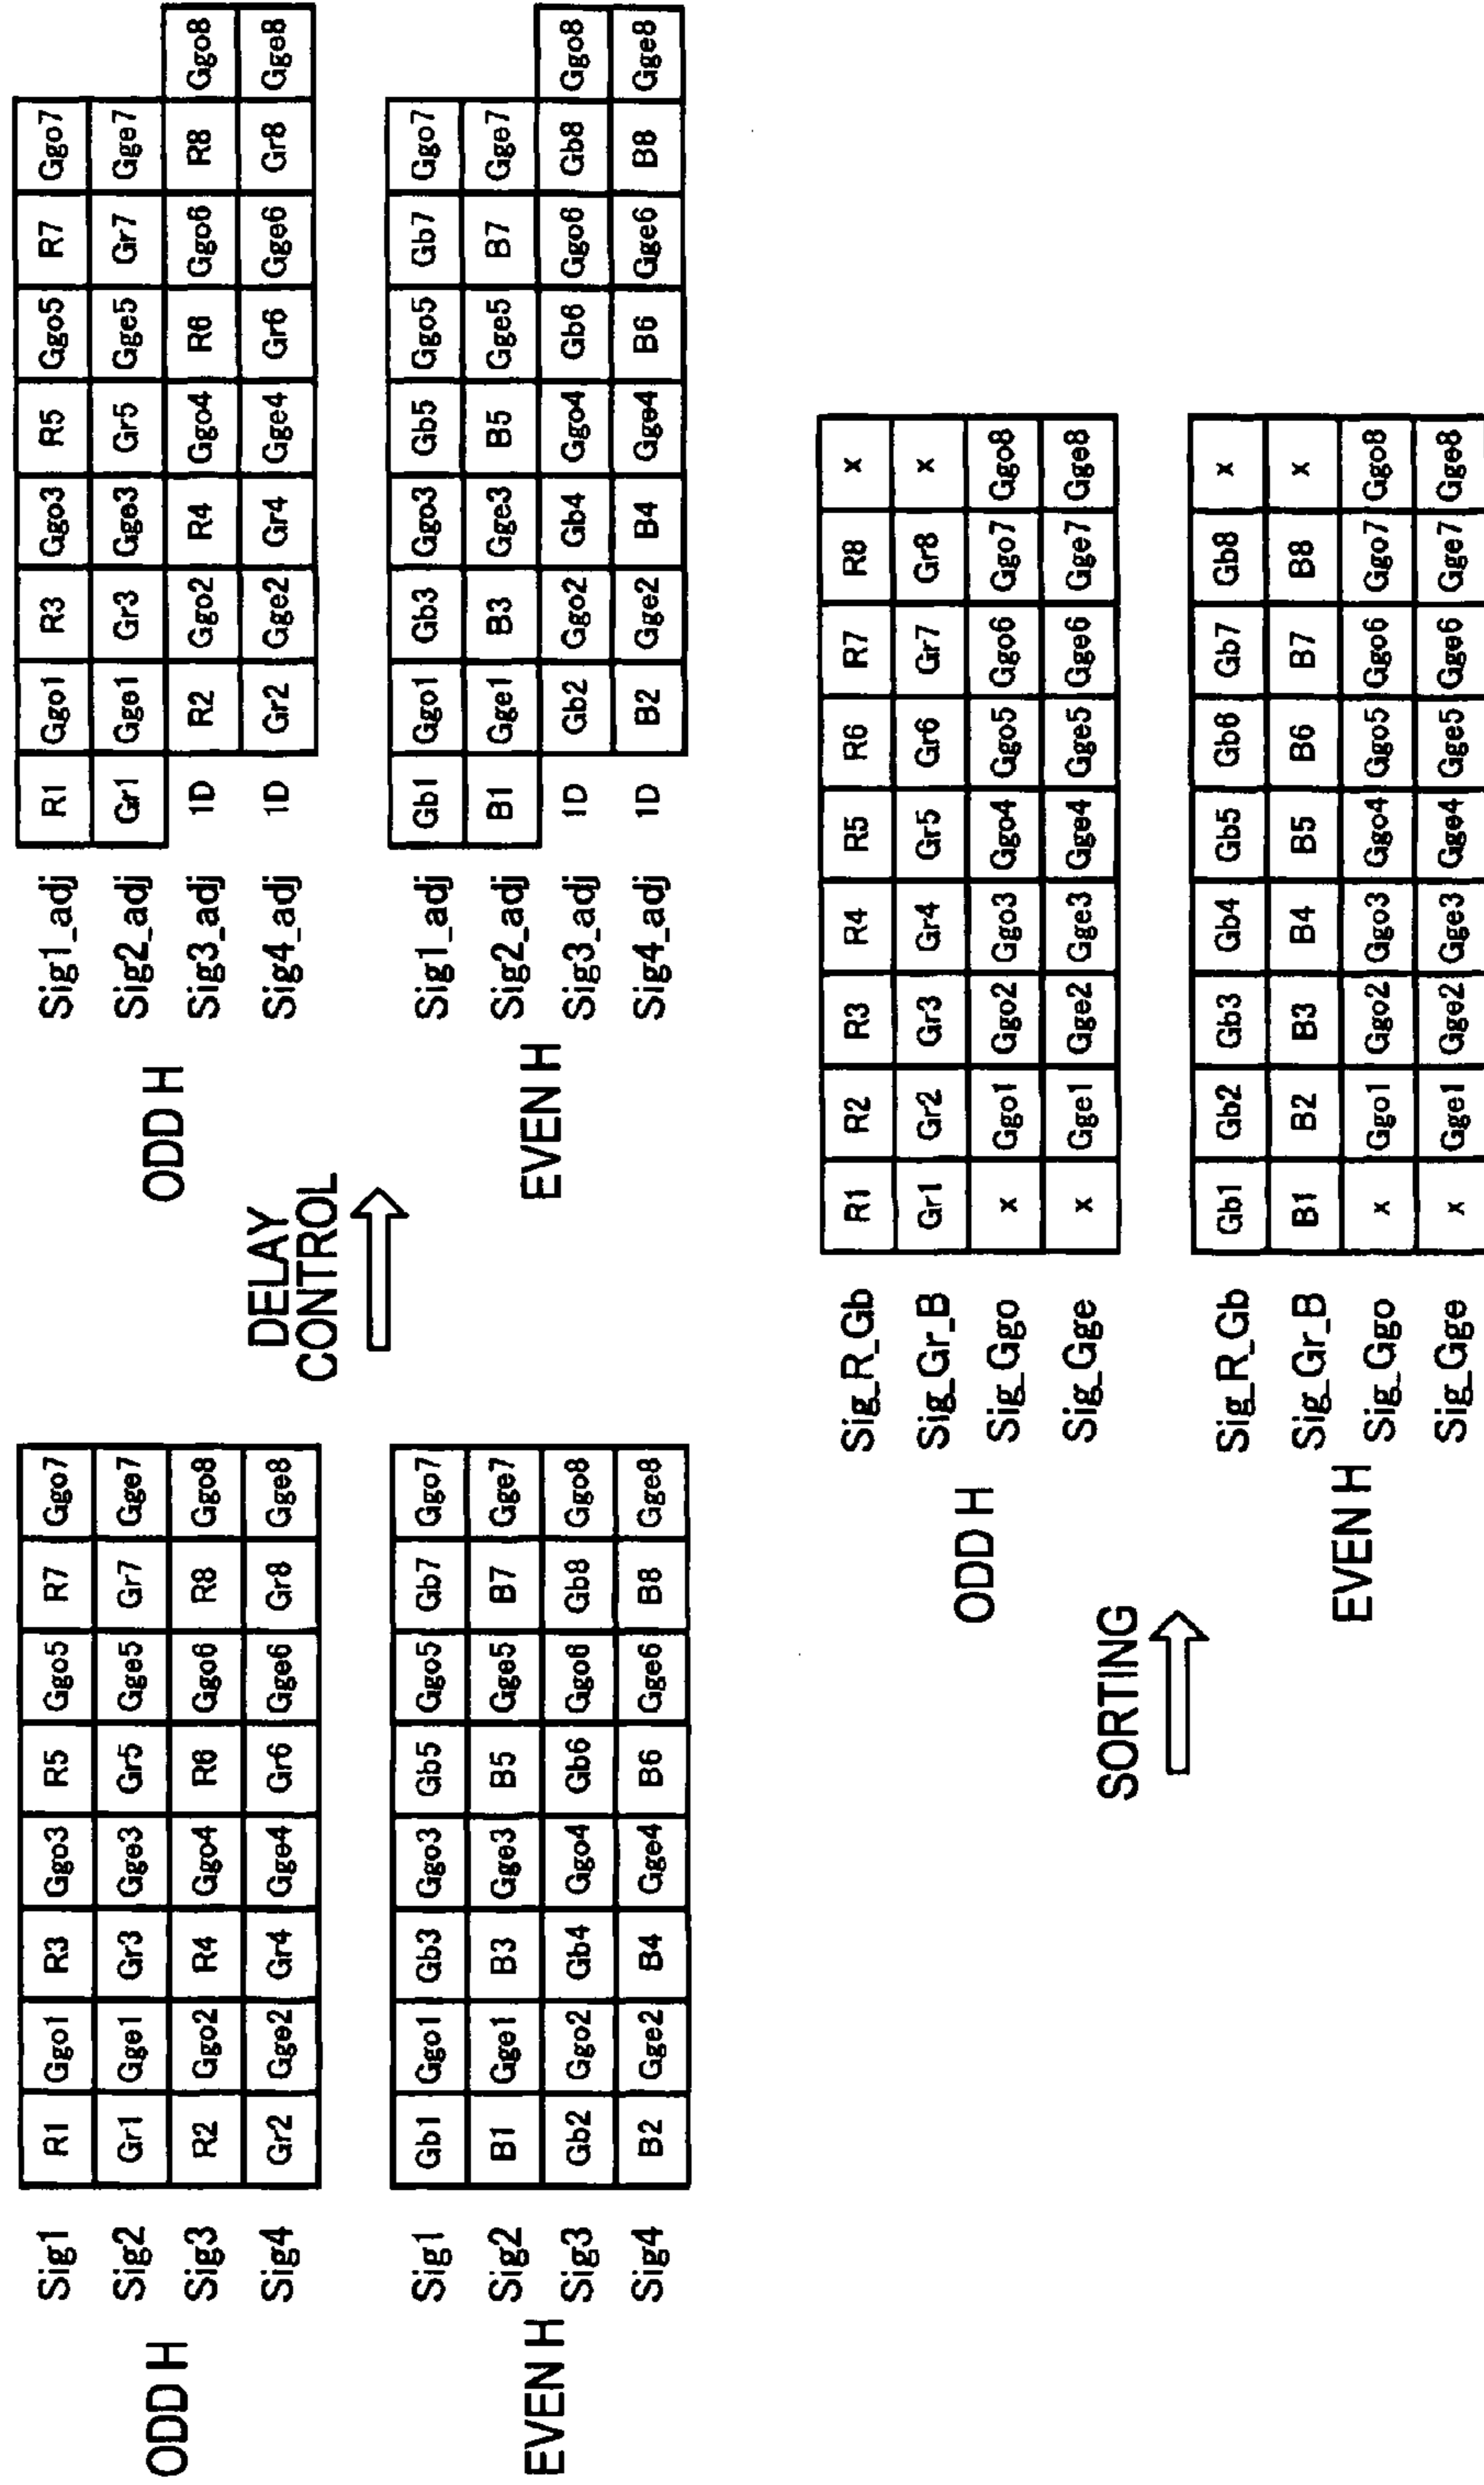 ODD H
Sig1 R1 Ggo1 R3 Ggo3 R5 Ggo5 R7 Ggo7
Sig2 Gr1 Gge1 Gr3 Gge3 Gr5 Gge5 Gr7 Gge7
Sig3 R2 Ggo2 R4 Ggo4 R6 Ggo6 R8 Ggo8
Sig4 Gr2 Gge2 Gr4 Gge4 Gr6 Gge6 Gr8 Gge8
EVEN H
Sig1 Gb1 Ggo1 Gb3 Ggo3 Gb5 Ggo5 Gb7 Ggo7
Sig2 B1 Gge1 B3 Gge3 B5 Gge5 B7 Gge7
Sig3 Gb2 Ggo2 Gb4 Ggo4 Gb6 Ggo6 Gb8 Ggo8
Sig4 B2 Gge2 B4 Gge4 B6 Gge6 B8 Gge8
DELAY
CONTROL
ODD H
Sig1_adj R1 Ggo1 R3 Ggo3 R5 Ggo5 R7 Ggo7
Sig2_adj Gr1 Gge1 Gr3 Gge3 Gr5 Gge5 Gr7 Gge7
Sig3_adj 1D R2 Ggo2 R4 Ggo4 R6 Ggo6 R8 Ggo8
Sig4_adj 1D Gr2 Gge2 Gr4 Gge4 Gr6 Gge6 Gr8 Gge8
EVEN H
Sig1_adj Gb1 Ggo1 Gb3 Ggo3 Gb5 Ggo5 Gb7 Ggo7
Sig2_adj B1 Gge1 B3 Gge3 B5 Gge5 B7 Gge7
Sig3_adj 1D Gb2 Ggo2 Gb4 Ggo4 Gb6 Ggo6 Gb8 Ggo8
Sig4_adj 1D B2 Gge2 B4 Gge4 B6 Gge6 B8 Gge8
SORTING
ODD H
Sig_R_Gb R1 R2 R3 R4 R5 R6 R7 R8 x
Sig_Gr_B Gr1 Gr2 Gr3 Gr4 Gr5 Gr6 Gr7 Gr8 x
Sig_Ggo x Ggo1 Ggo2 Ggo3 Ggo4 Ggo5 Ggo6 Ggo7 Ggo8
Sig_Gge x Gge1 Gge2 Gge3 Gge4 Gge5 Gge6 Gge7 Gge8
EVEN H
Sig_R_Gb Gb1 Gb2 Gb3 Gb4 Gb5 Gb6 Gb7 Gb8 x
Sig_Gr_B B1 B2 B3 B4 B5 B6 B7 B8 x
Sig_Ggo x Ggo1 Ggo2 Ggo3 Ggo4 Ggo5 Ggo6 Ggo7 Ggo8
Sig_Gge x Gge1 Gge2 Gge3 Gge4 Gge5 Gge6 Gge7 Gge8